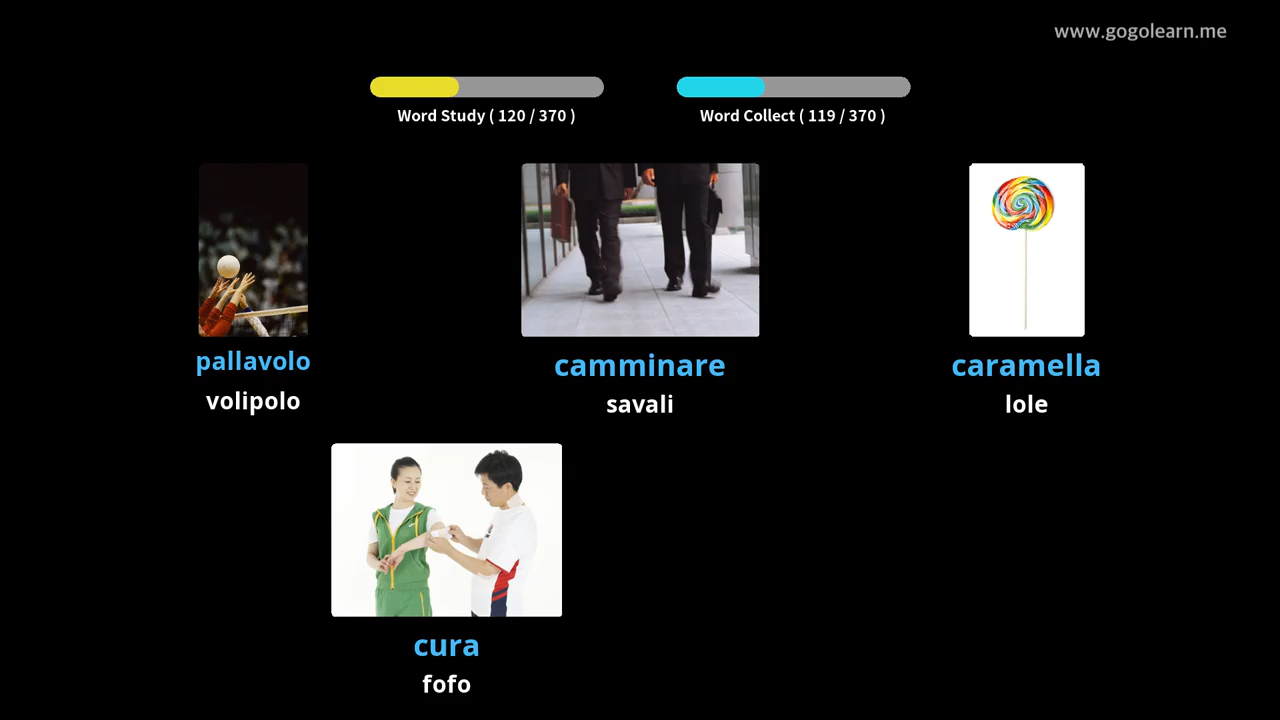 www.gogolearn.me
Word Study ( 120 / 370 )
Word Collect ( 119 / 370 )
pallavolo
volipolo
camminare
savali
caramella
lole
cura
fofo